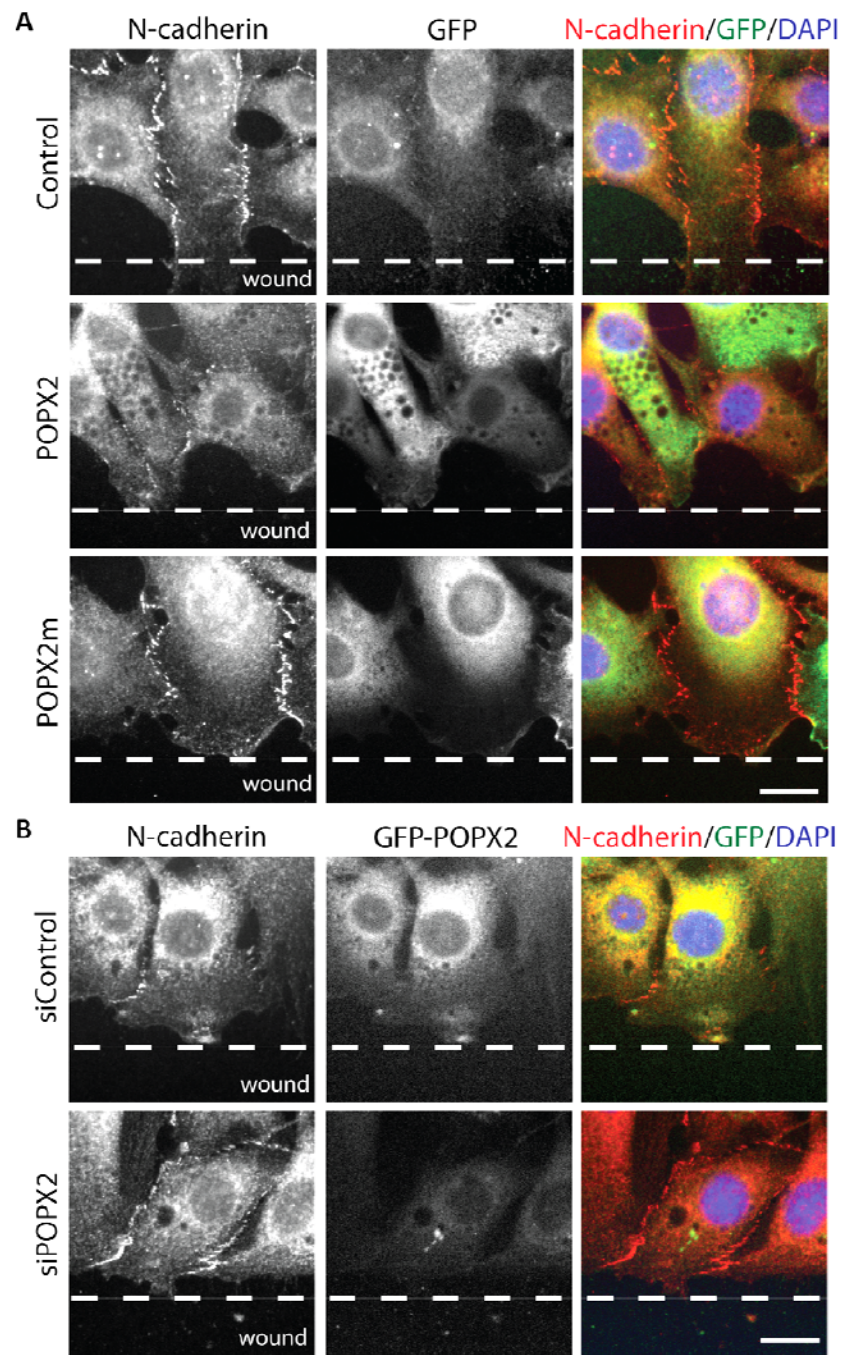 A
N-cadherin GFP N-cadherin/GFP/DAPI
Control
wound
POPX2
wound
POPX2m
wound
B
N-cadherin GFP-POPX2 N-cadherin/GFP/DAPI
siControl
wound
siPOPX2
wound